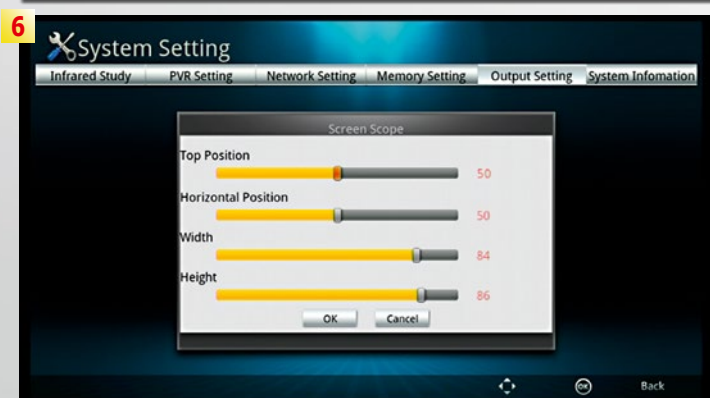 6
System Setting
Infrared Study PVR Setting Network Setting Memory Setting Output Setting System Infomation
Screen Scope
Top Position
50
Horizontal Position
50
Width
84
Height
86
OK Cancel
OK Back